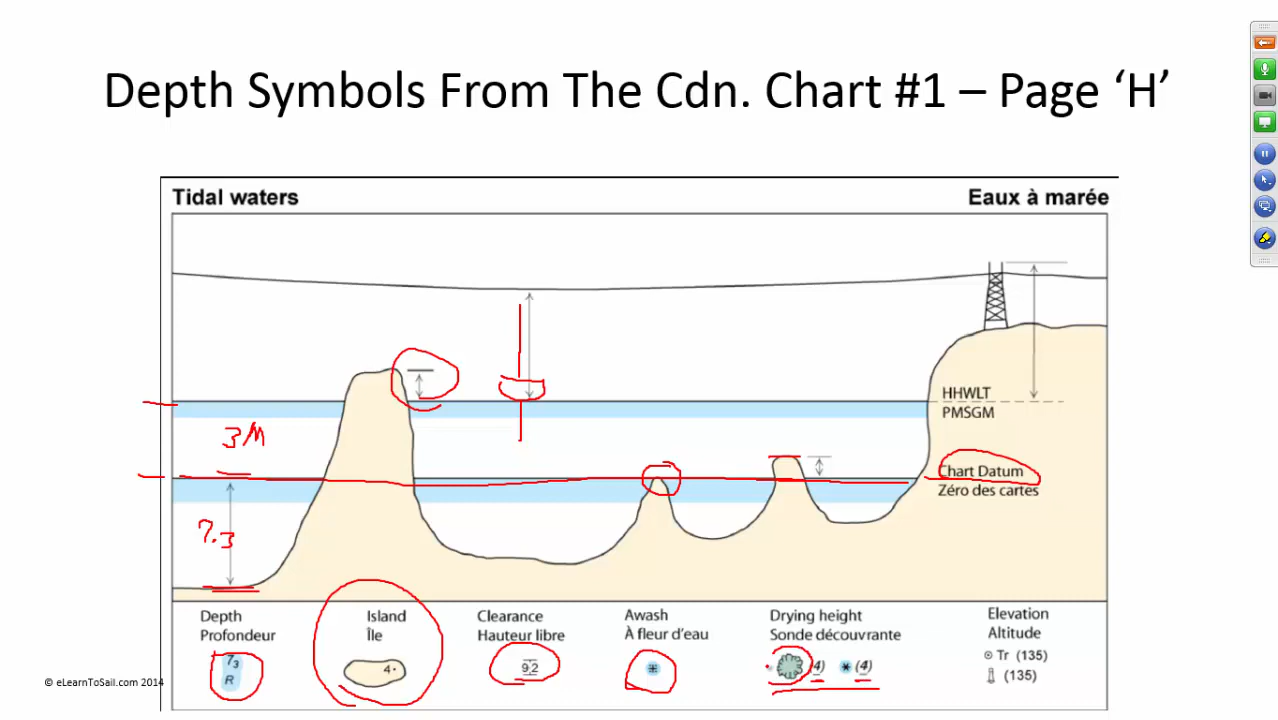 Depth Symbols From The Cdn. Chart #1 – Page ‘H’
Tidal waters
Eaux à marée
HHWLT
PMSGM
3M
Chart Datum
Zéro des cartes
7.3
Depth
Profondeur
7₃
R
Island
Île
4
Clearance
Hauteur libre
9,2
Awash
À fleur d'eau
Drying height
Sonde découvrante
(4) (4)
Elevation
Altitude
Tr (135)
(135)
© eLearnToSail.com 2014